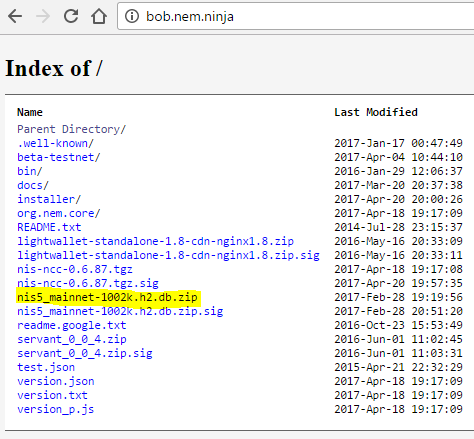 bob.nem.ninja
Index of /
Name Last Modified
Parent Directory/
.well-known/ 2017-Jan-17 00:47:49
beta-testnet/ 2017-Apr-04 10:44:10
bin/ 2016-Jan-29 12:06:37
docs/ 2017-Mar-20 20:37:38
installer/ 2017-Apr-20 20:00:26
org.nem.core/ 2017-Apr-18 19:17:09
README.txt 2014-Jul-28 23:15:37
lightwallet-standalone-1.8-cdn-nginx1.8.zip 2016-May-16 20:33:09
lightwallet-standalone-1.8-cdn-nginx1.8.zip.sig 2016-May-16 20:33:11
nis-ncc-0.6.87.tgz 2017-Apr-18 19:17:08
nis-ncc-0.6.87.tgz.sig 2017-Apr-20 19:57:35
nis5_mainnet-1002k.h2.db.zip 2017-Feb-28 19:19:56
nis5_mainnet-1002k.h2.db.zip.sig 2017-Feb-28 20:51:20
readme.google.txt 2016-Oct-23 15:53:49
servant_0_0_4.zip 2016-Jun-01 11:02:45
servant_0_0_4.zip.sig 2016-Jun-01 11:03:31
test.json 2015-Apr-21 22:32:29
version.json 2017-Apr-18 19:17:09
version.txt 2017-Apr-18 19:17:09
version_p.js 2017-Apr-18 19:17:09